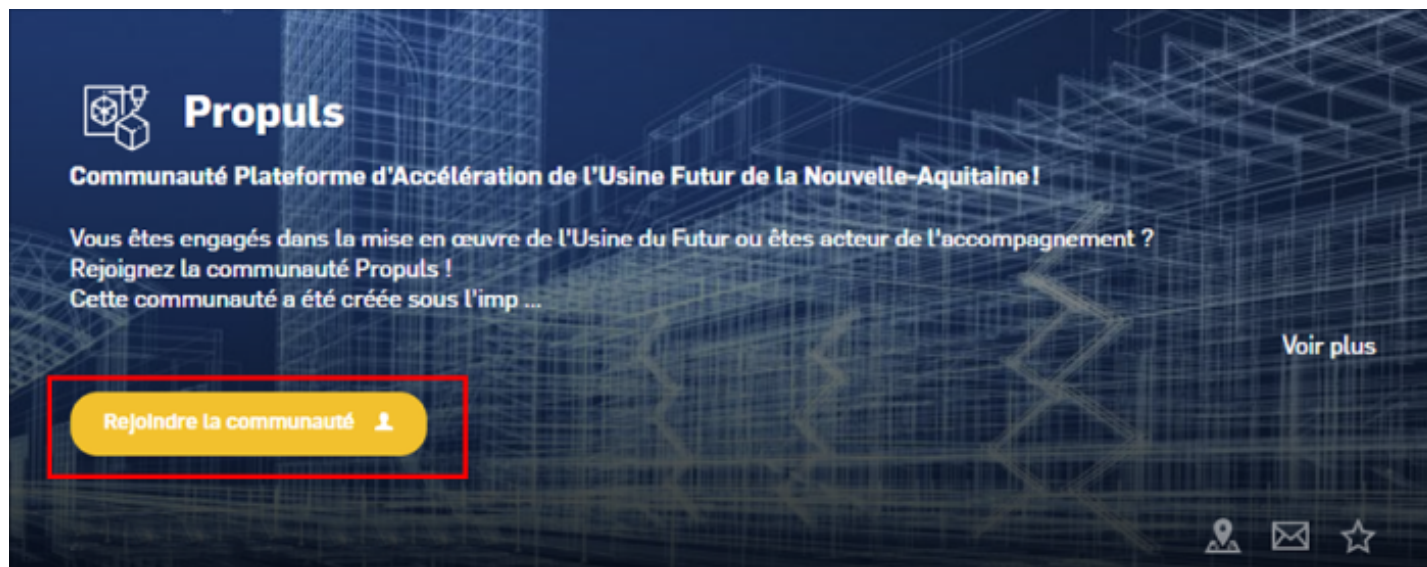 Propuls
Communauté Plateforme d'Accélération de l'Usine Futur de la Nouvelle-Aquitaine!
Vous êtes engagés dans la mise en œuvre de l'Usine du Futur ou êtes acteur de l'accompagnement ?
Rejoignez la communauté Propuls !
Cette communauté a été créée sous l'imp ...
Voir plus
Rejoindre la communauté